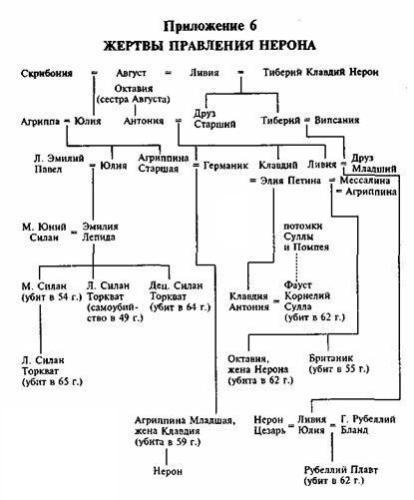 Приложение 6
ЖЕРТВЫ ПРАВЛЕНИЯ НЕРОНА
Скрибония = Август = Ливия = Тиберий Клавдий Нерон
Октавия
(сестра Августа)
Агриппа = Юлия
Антония =
Друз
Старший
Тиберий = Випсания
Л. Эмилий
Павел
= Юлия
Агриппина
Старшая
= Германик
Клавдий
Ливия =
Друз
Младший
= Элия Петина
= Мессалина
= Агриппина
М. Юний
Силан
=
Эмилия
Лепида
потомки
Суллы
и Помпея
М. Силан
(убит в 54 г.)
Л. Силан
Торкват
(самоубий-
ство в 49 г.)
Дец. Силан
Торкват
(убит в 64 г.)
Клавдия
Антония
=
Фауст
Корнелий
Сулла
(убит в 62 г.)
Л. Силан
Торкват
(убит в 65 г.)
Октавия,
жена Нерона
(убита в 62 г.)
Британик
(убит в 55 г.)
Агриппина Младшая,
жена Клавдия
(убита в 59 г.)
Нерон
Цезарь
=
Ливия
Юлия
=
Г. Рубеллий
Бланд
Нерон
Рубеллий Плавт
(убит в 62 г.)